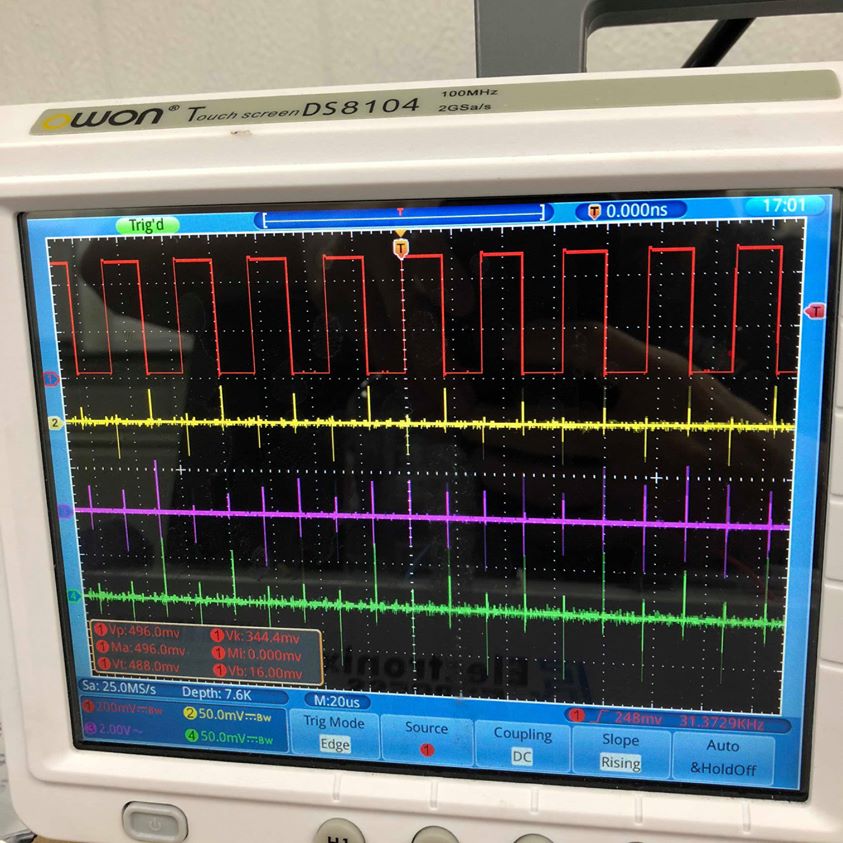 OWON® Touch screen DS8104 100MHz
2GSa/s
Trig'd T T 0.000ns 17:01
T
T
1
2
3
4
1 Vp:496.0mv 1 Vk:344.4mv
1 Ma:496.0mv 1 Mi:0.000mv
1 Vt:488.0mv 1 Vb:16.00mv
Sa: 25.0MS/s Depth: 7.6K M:20us
1 200mV BW 2 50.0mV BW
3 2.00V ~ 4 50.0mV BW
1 248mv 31.3729KHz
Trig Mode Source Coupling Slope Auto
Edge 1 DC Rising &HoldOff
H1